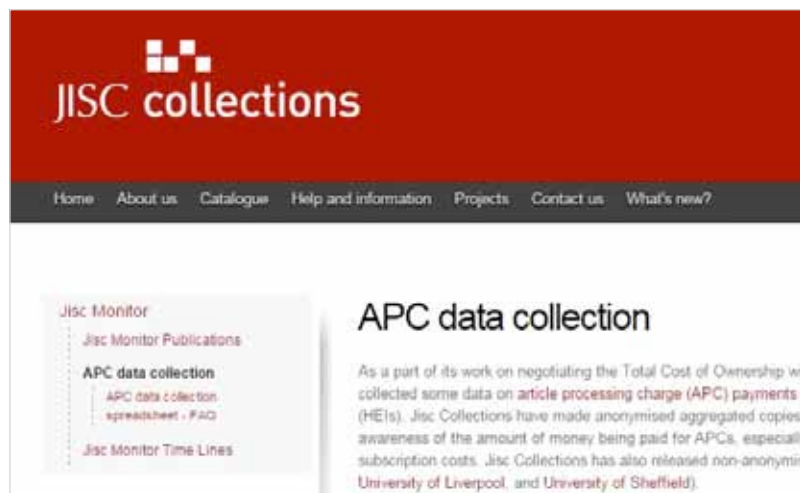 JISC collections
Home About us Catalogue Help and information Projects Contact us What's new?
Jisc Monitor
Jisc Monitor Publications
APC data collection
APC data collection
spreadsheet - FAQ
Jisc Monitor Time Lines
APC data collection
As a part of its work on negotiating the Total Cost of Ownership w
collected some data on article processing charge (APC) payments
(HEIs). Jisc Collections have made anonymised aggregated copies
awareness of the amount of money being paid for APCs, especiall
subscription costs. Jisc Collections has also released non-anonymi
University of Liverpool, and University of Sheffield).